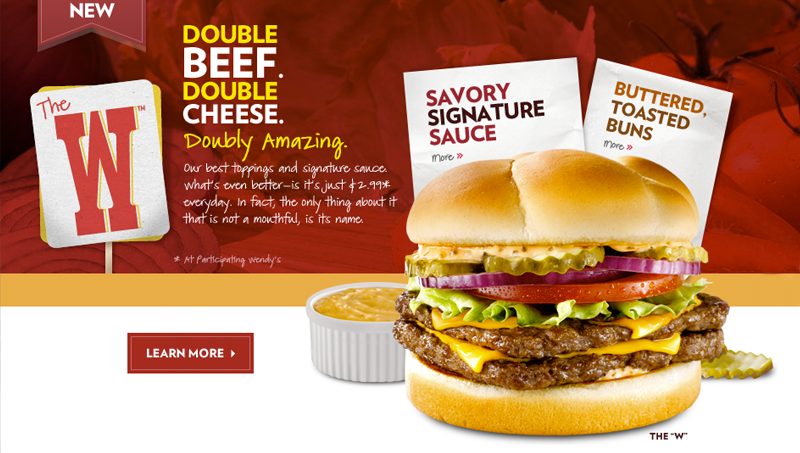 NEW
The
W™
DOUBLE
BEEF.
DOUBLE
CHEESE.
Doubly Amazing.
Our best toppings and signature sauce.
What's even better—is it's just $2.99*
everyday. In fact, the only thing about it
that is not a mouthful, is its name.
* At Participating Wendy's
LEARN MORE
SAVORY
SIGNATURE
SAUCE
more »
BUTTERED,
TOASTED
BUNS
more »
THE "W"